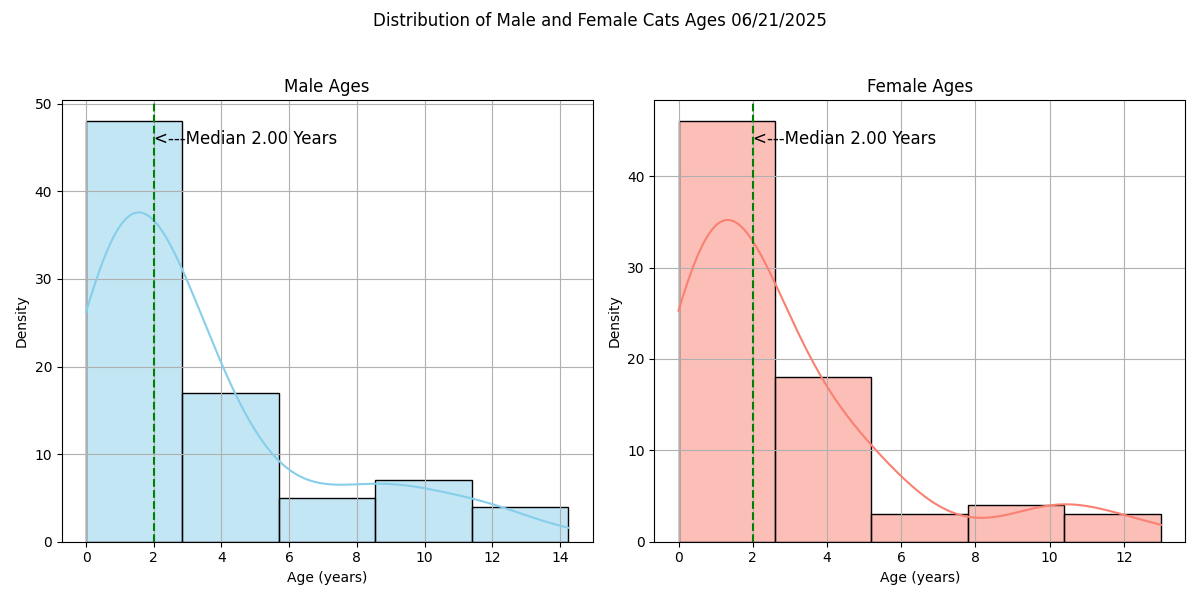 Distribution of Male and Female Cats Ages 06/21/2025
Male Ages
50
40
30
20
10
0
Density
<---Median 2.00 Years
0 2 4 6 8 10 12 14
Age (years)
Female Ages
40
30
20
10
0
Density
<---Median 2.00 Years
0 2 4 6 8 10 12
Age (years)